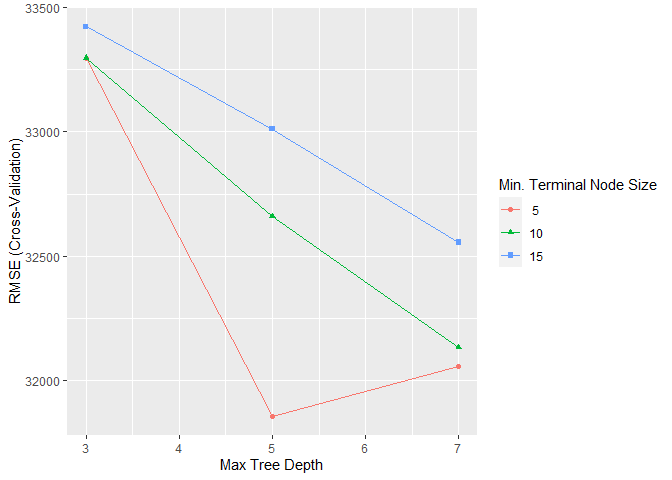 33500
33000
32500
32000
RMSE (Cross-Validation)
3 4 5 6 7
Max Tree Depth
Min. Terminal Node Size
5
10
15